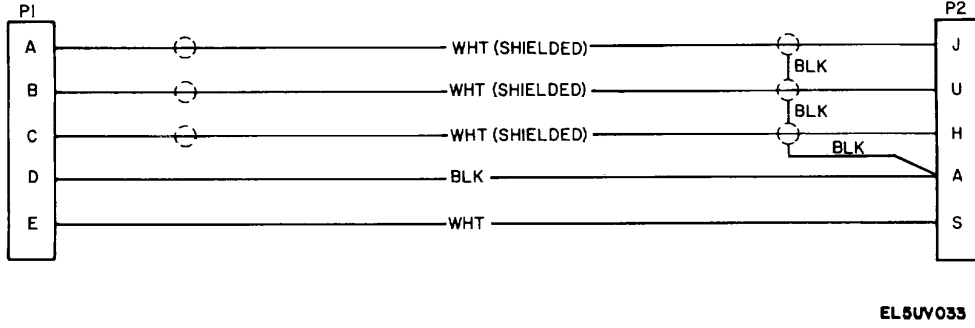 P1 P2
A WHT (SHIELDED) J
BLK
B WHT (SHIELDED) U
BLK
C WHT (SHIELDED) H
BLK
D BLK A
E WHT S
EL5UV033